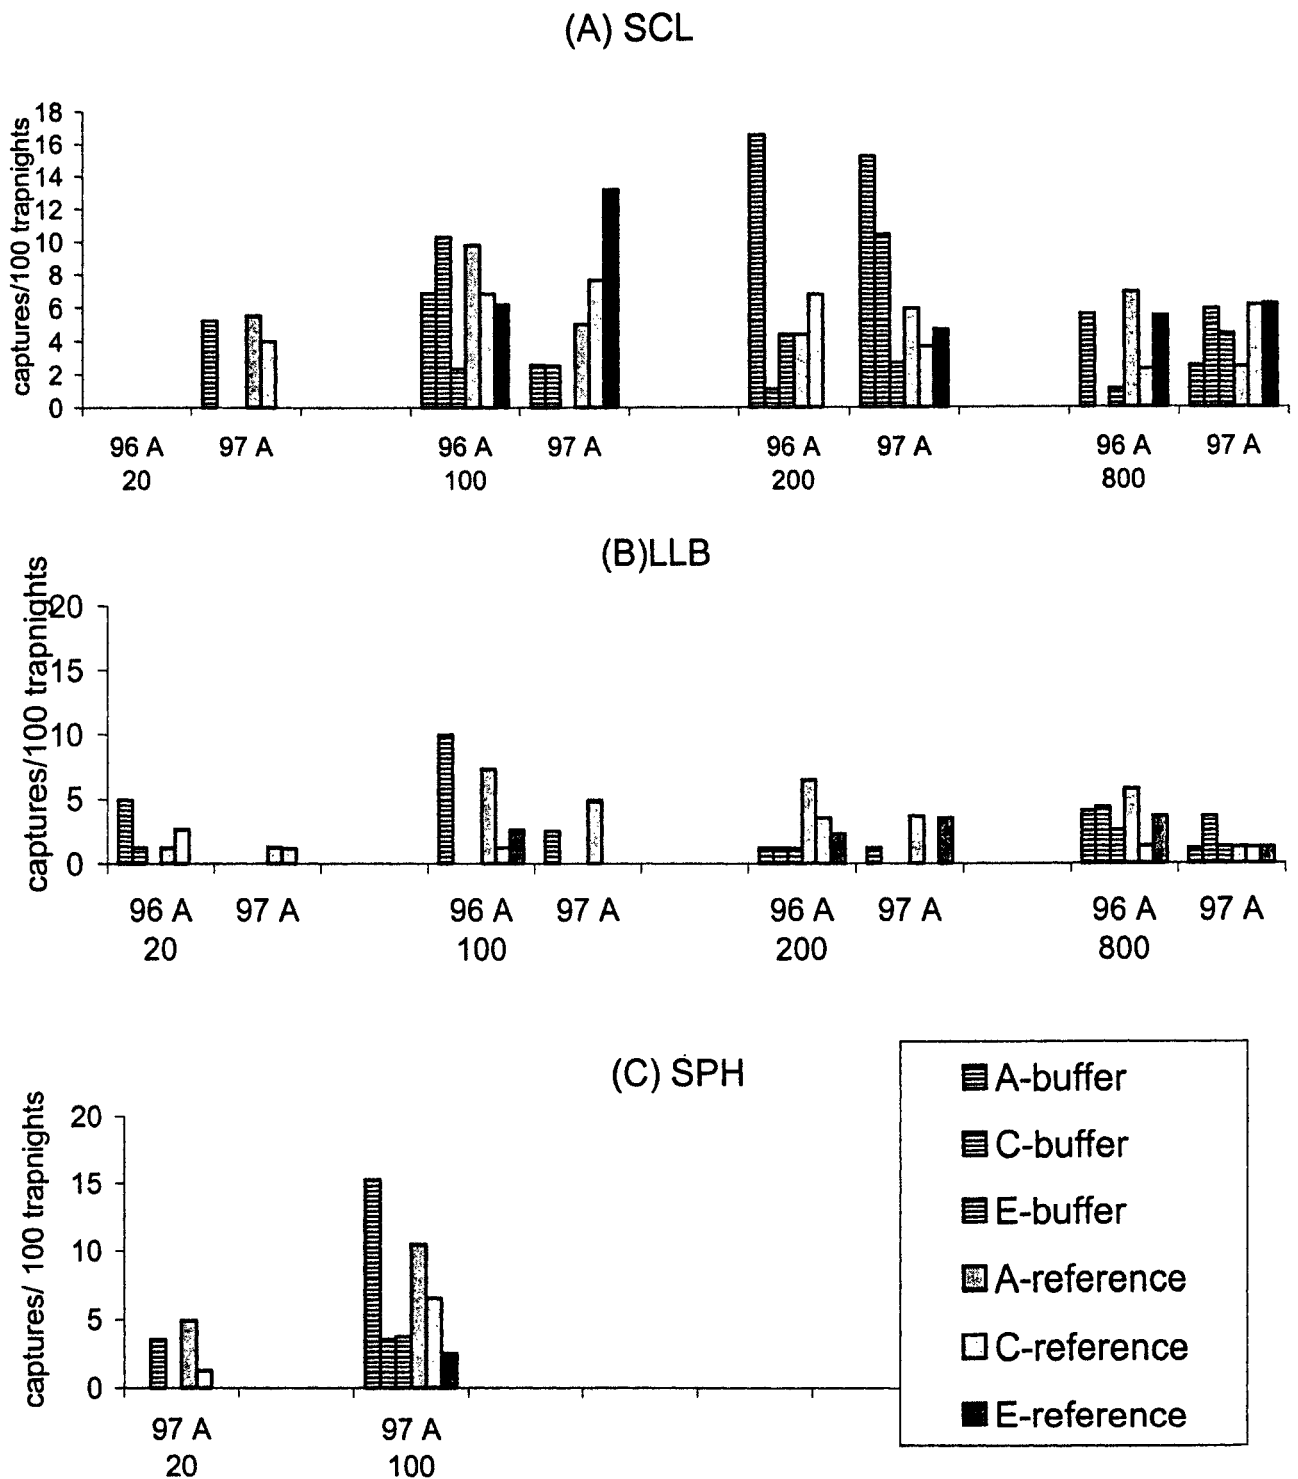 (A) SCL
captures/100 trapnights
18
16
14
12
10
8
6
4
2
0
96 A 97 A 96 A 97 A 96 A 97 A 96 A 97 A
20 100 200 800
(B)LLB
captures/100 trapnights
20
15
10
5
0
96 A 97 A 96 A 97 A 96 A 97 A 96 A 97 A
20 100 200 800
(C) SPH
captures/ 100 trapnights
20
15
10
5
0
97 A 97 A
20 100
A-buffer
C-buffer
E-buffer
A-reference
C-reference
E-reference